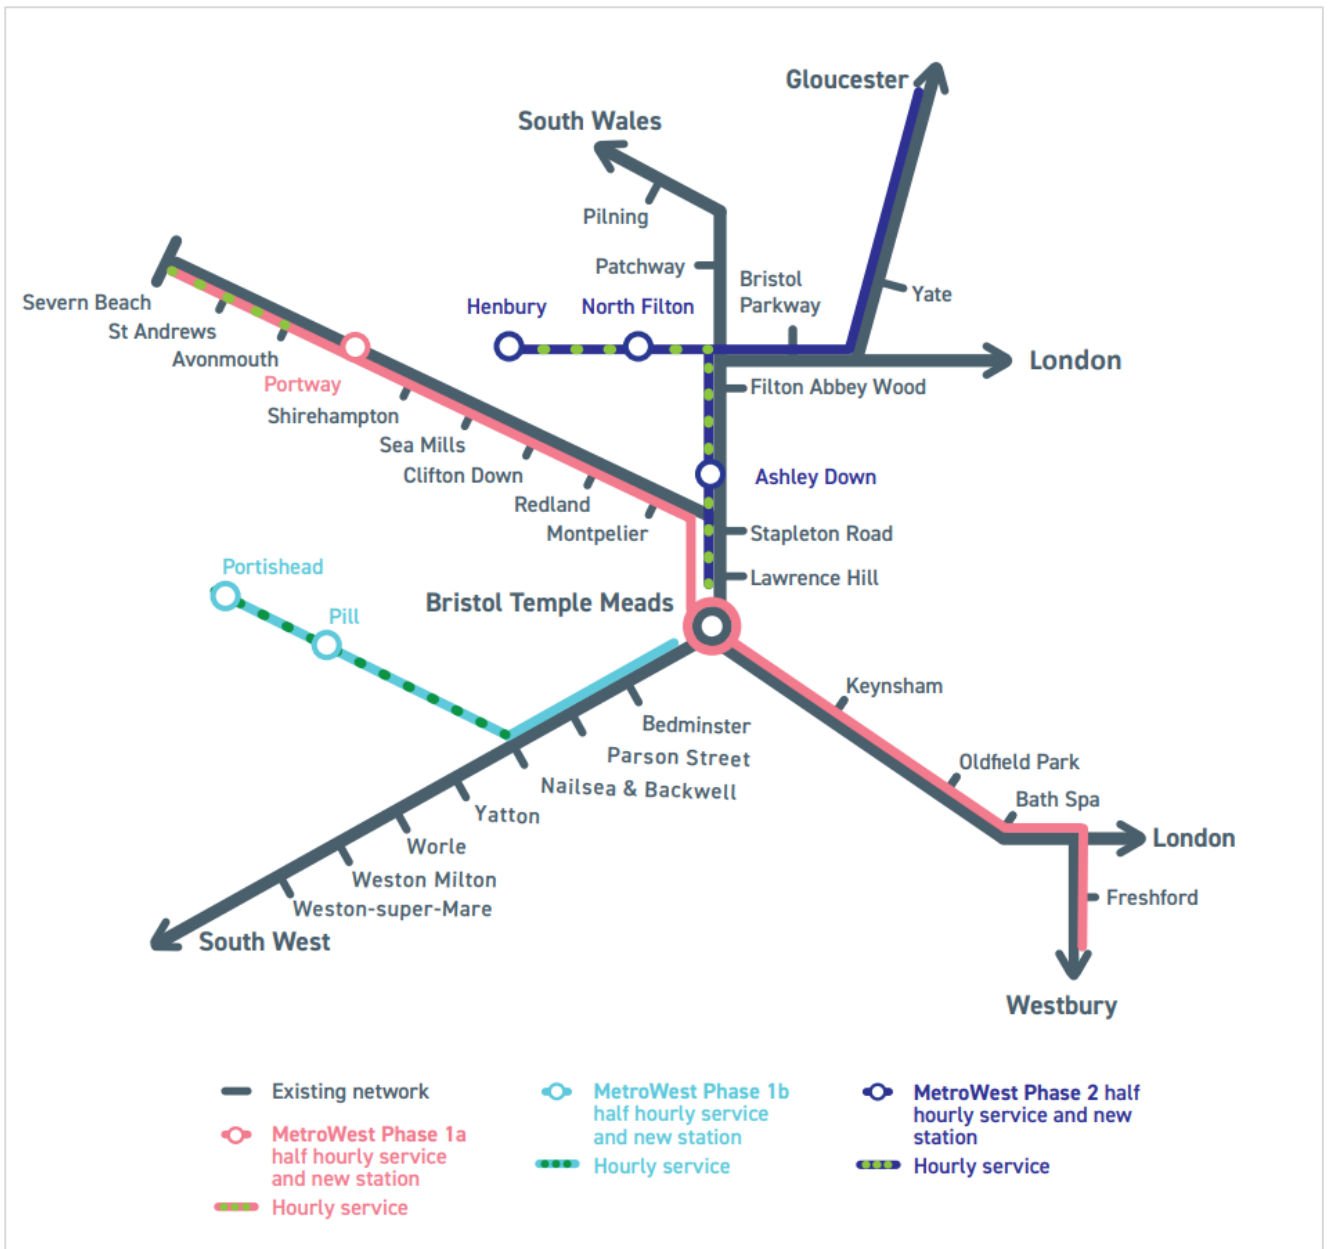 Gloucester
South Wales
Pilning
Patchway
Bristol
Parkway
Yate
Severn Beach
St Andrews
Avonmouth
Portway
Shirehampton
Sea Mills
Clifton Down
Redland
Montpelier
Henbury
North Filton
London
Filton Abbey Wood
Ashley Down
Stapleton Road
Lawrence Hill
Portishead
Pill
Bristol Temple Meads
Keynsham
Oldfield Park
Bath Spa
London
Freshford
Westbury
Bedminster
Parson Street
Nailsea & Backwell
Yatton
Worle
Weston Milton
Weston-super-Mare
South West
Existing network
MetroWest Phase 1a
half hourly service
and new station
Hourly service
MetroWest Phase 1b
half hourly service
and new station
Hourly service
MetroWest Phase 2 half
hourly service and new
station
Hourly service